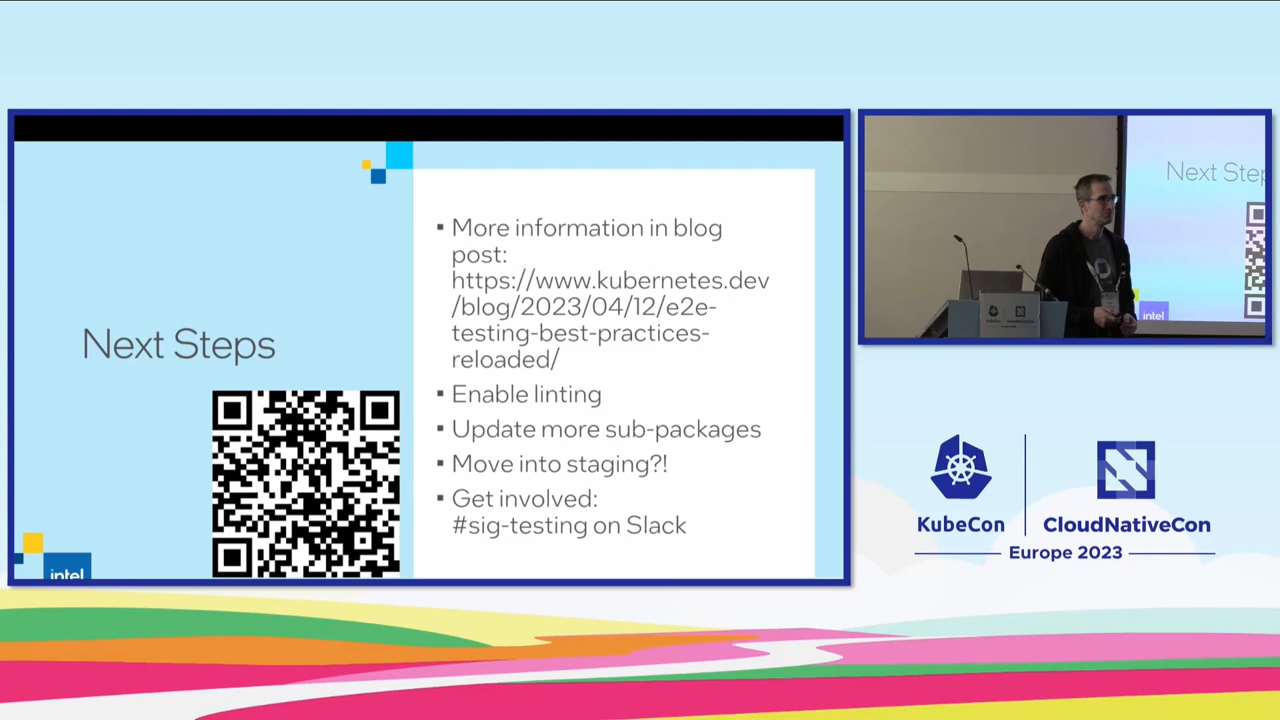 Next Steps
▪ More information in blog
post:
https://www.kubernetes.dev
/blog/2023/04/12/e2e-
testing-best-practices-
reloaded/
▪ Enable linting
▪ Update more sub-packages
▪ Move into staging?!
▪ Get involved:
#sig-testing on Slack
intel
Next Step
intel
KubeCon
CloudNativeCon
Europe 2023